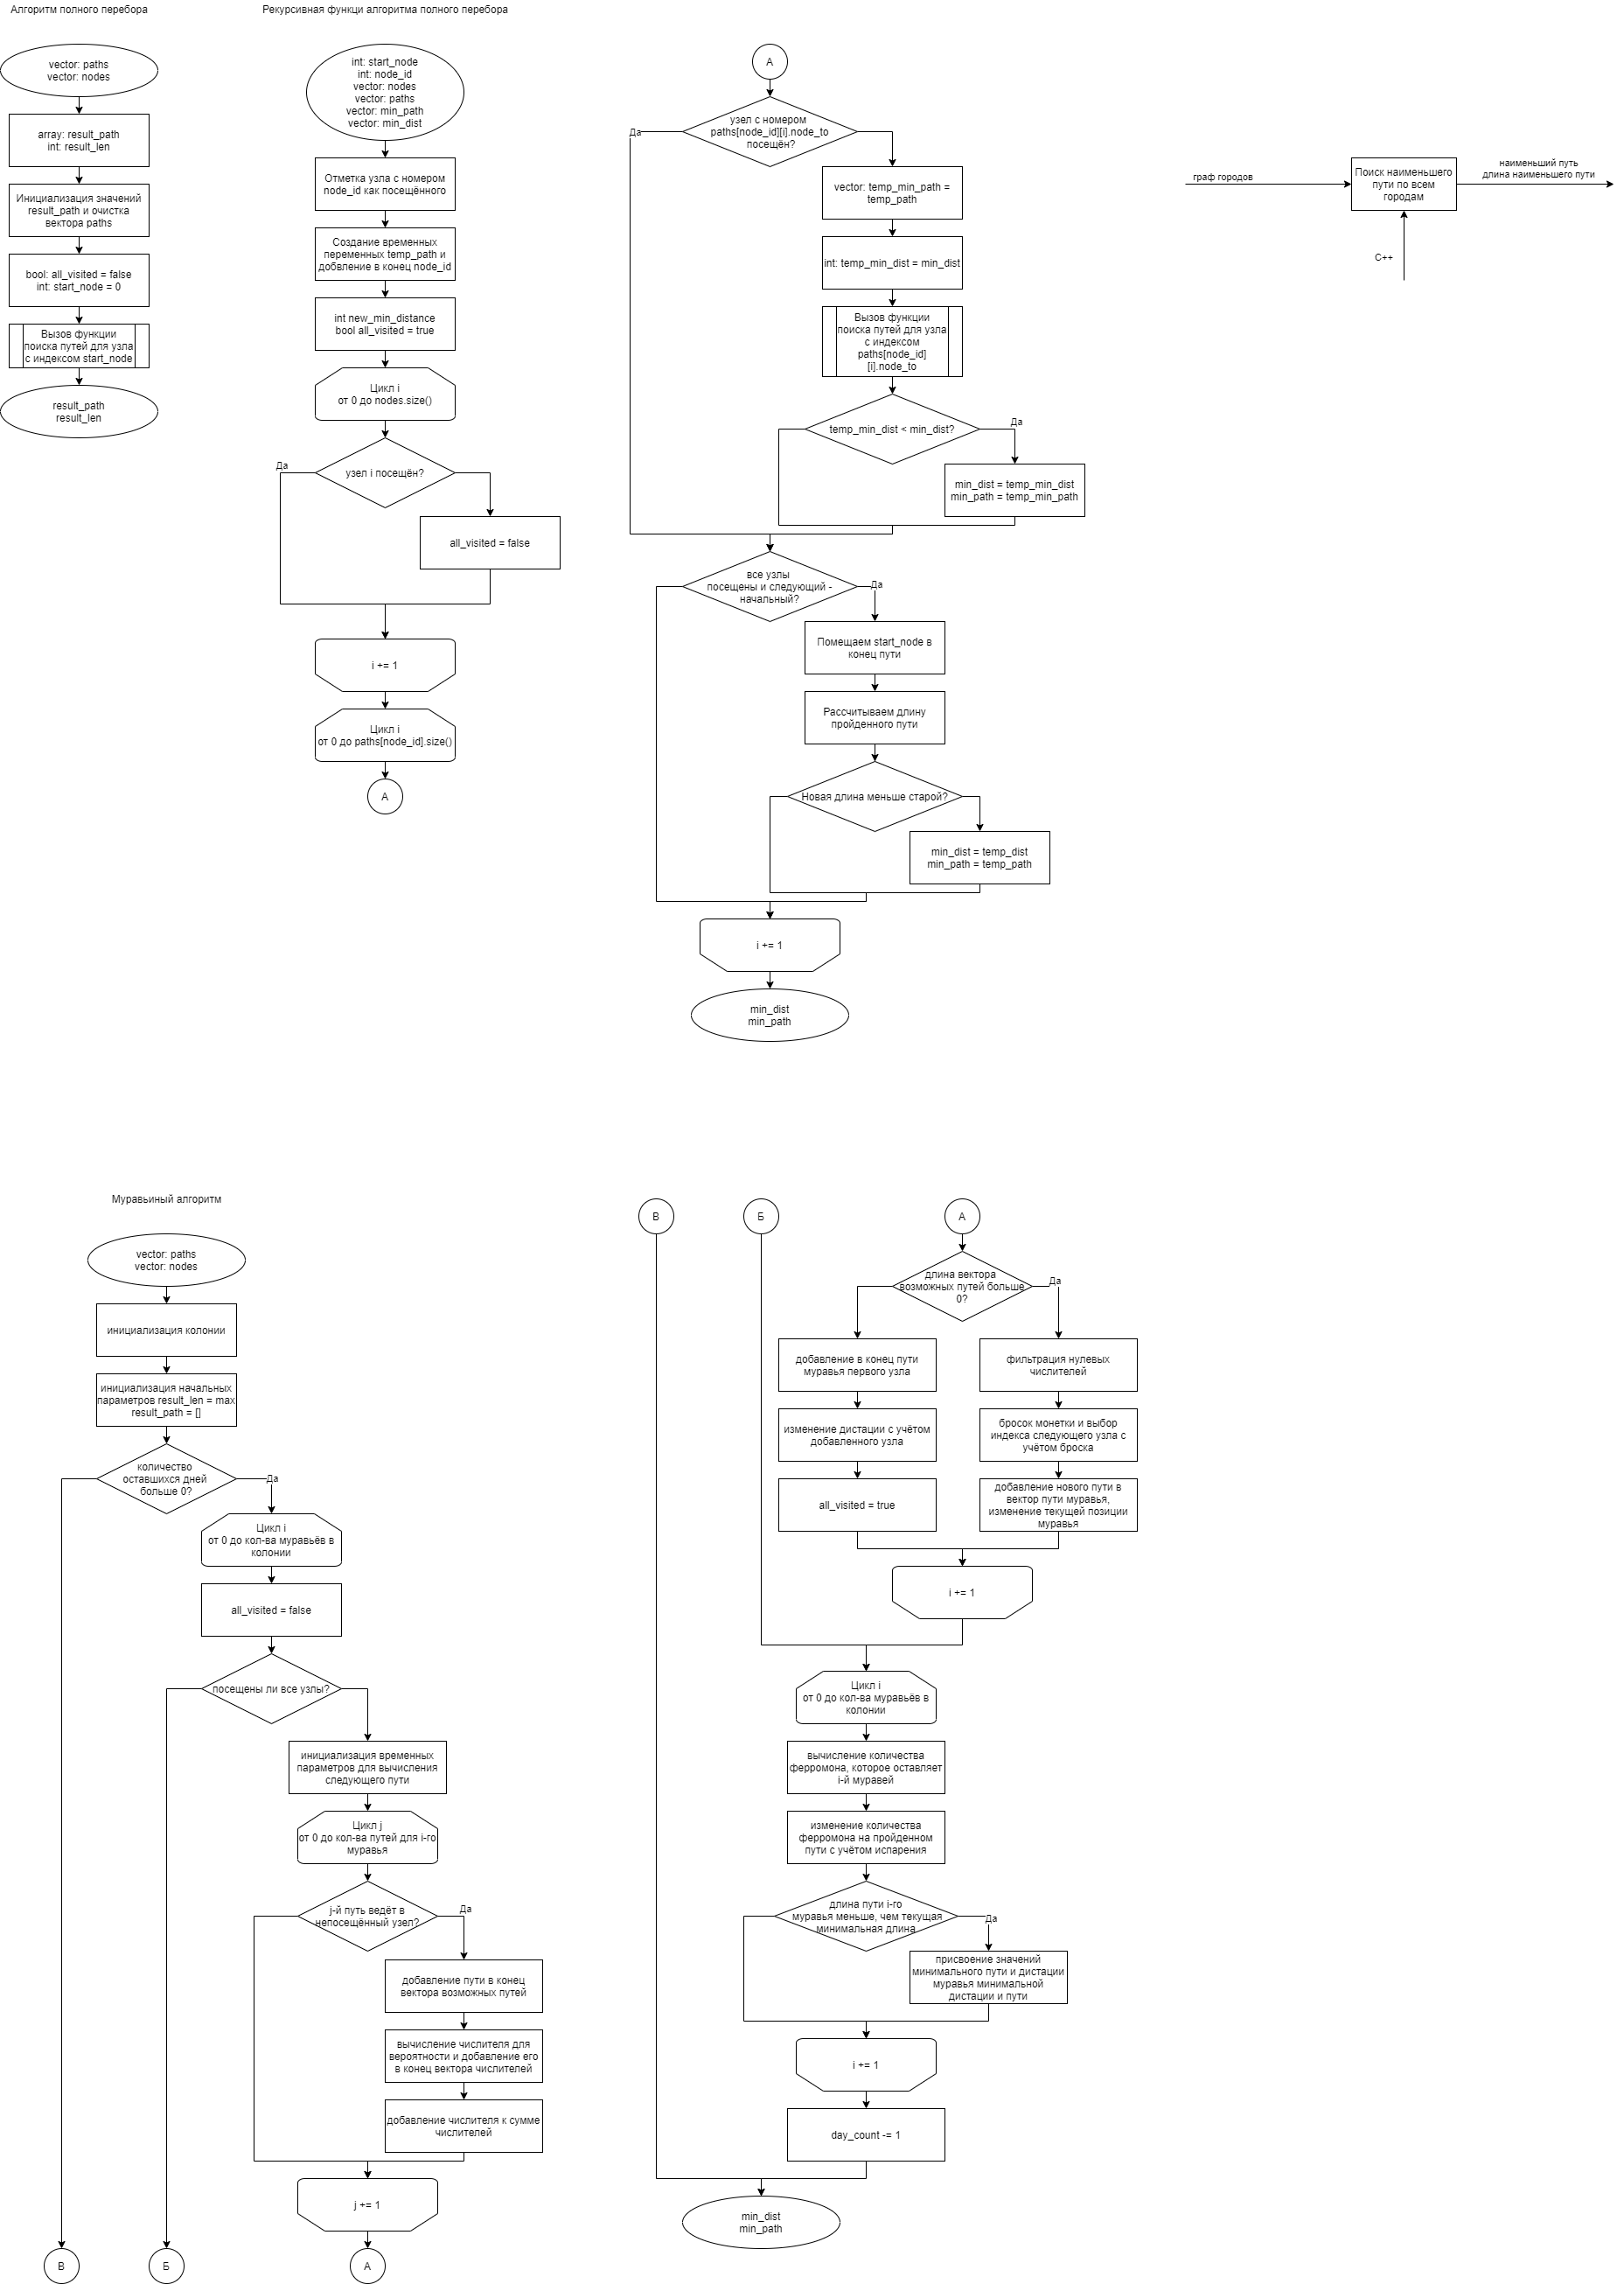 Алгоритм полного перебора
vector: paths
vector: nodes
array: result_path
int: result_len
Инициализация значений
result_path и очистка
вектора paths
bool: all_visited = false
int: start_node = 0
Вызов функции
поиска путей для узла
с индексом start_node
result_path
result_len
Рекурсивная функци алгоритма полного перебора
int: start_node
int: node_id
vector: nodes
vector: paths
vector: min_path
vector: min_dist
Отметка узла с номером
node_id как посещённого
Создание временных
переменных temp_path и
добвление в конец node_id
int new_min_distance
bool all_visited = true
Цикл i
от 0 до nodes.size()
узел i посещён?
Да
all_visited = false
i += 1
Цикл i
от 0 до paths[node_id].size()
А
А
узел с номером
paths[node_id][i].node_to
посещён?
Да
vector: temp_min_path =
temp_path
int: temp_min_dist = min_dist
Вызов функции
поиска путей для узла
с индексом
paths[node_id]
[i].node_to
temp_min_dist < min_dist?
Да
min_dist = temp_min_dist
min_path = temp_min_path
все узлы
посещены и следующий -
начальный?
Да
Помещаем start_node в
конец пути
Рассчитываем длину
пройденного пути
Новая длина меньше старой?
min_dist = temp_dist
min_path = temp_path
i += 1
min_dist
min_path
граф городов
Поиск наименьшего
пути по всем
городам
наименьший путь
длина наименьшего пути
C++
Муравьиный алгоритм
vector: paths
vector: nodes
инициализация колонии
инициализация начальных
параметров result_len = max
result_path = []
количество
оставшихся дней
больше 0?
Да
Цикл i
от 0 до кол-ва муравьёв в
колонии
all_visited = false
посещены ли все узлы?
инициализация временных
параметров для вычисления
следующего пути
Цикл j
от 0 до кол-ва путей для i-го
муравья
j-й путь ведёт в
непосещённый узел?
Да
добавление пути в конец
вектора возможных путей
вычисление числителя для
вероятности и добавление его
в конец вектора числителей
добавление числителя к сумме
числителей
j += 1
В
Б
А
В
Б
А
длина вектора
возможных путей больше
0?
Да
добавление в конец пути
муравья первого узла
изменение дистации с учётом
добавленного узла
all_visited = true
фильтрация нулевых
числителей
бросок монетки и выбор
индекса следующего узла с
учётом броска
добавление нового пути в
вектор пути муравья,
изменение текущей позиции
муравья
i += 1
Цикл i
от 0 до кол-ва муравьёв в
колонии
вычисление количества
ферромона, которое оставляет
i-й муравей
изменение количества
ферромона на пройденном
пути с учётом испарения
длина пути i-го
муравья меньше, чем текущая
минимальная длина
Да
присвоение значений
минимального пути и дистации
муравья минимальной
дистации и пути
i += 1
day_count -= 1
min_dist
min_path